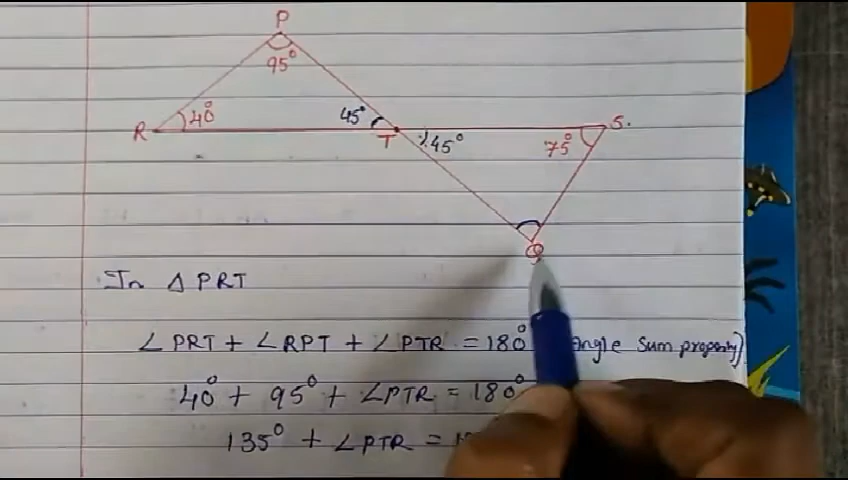 P
95°
R 40° 45° T 45° 75° S
Q
In Δ PRT
∠PRT + ∠RPT + ∠PTR = 180° Angle sum property)
40° + 95° + ∠PTR = 180°
135° + ∠PTR =